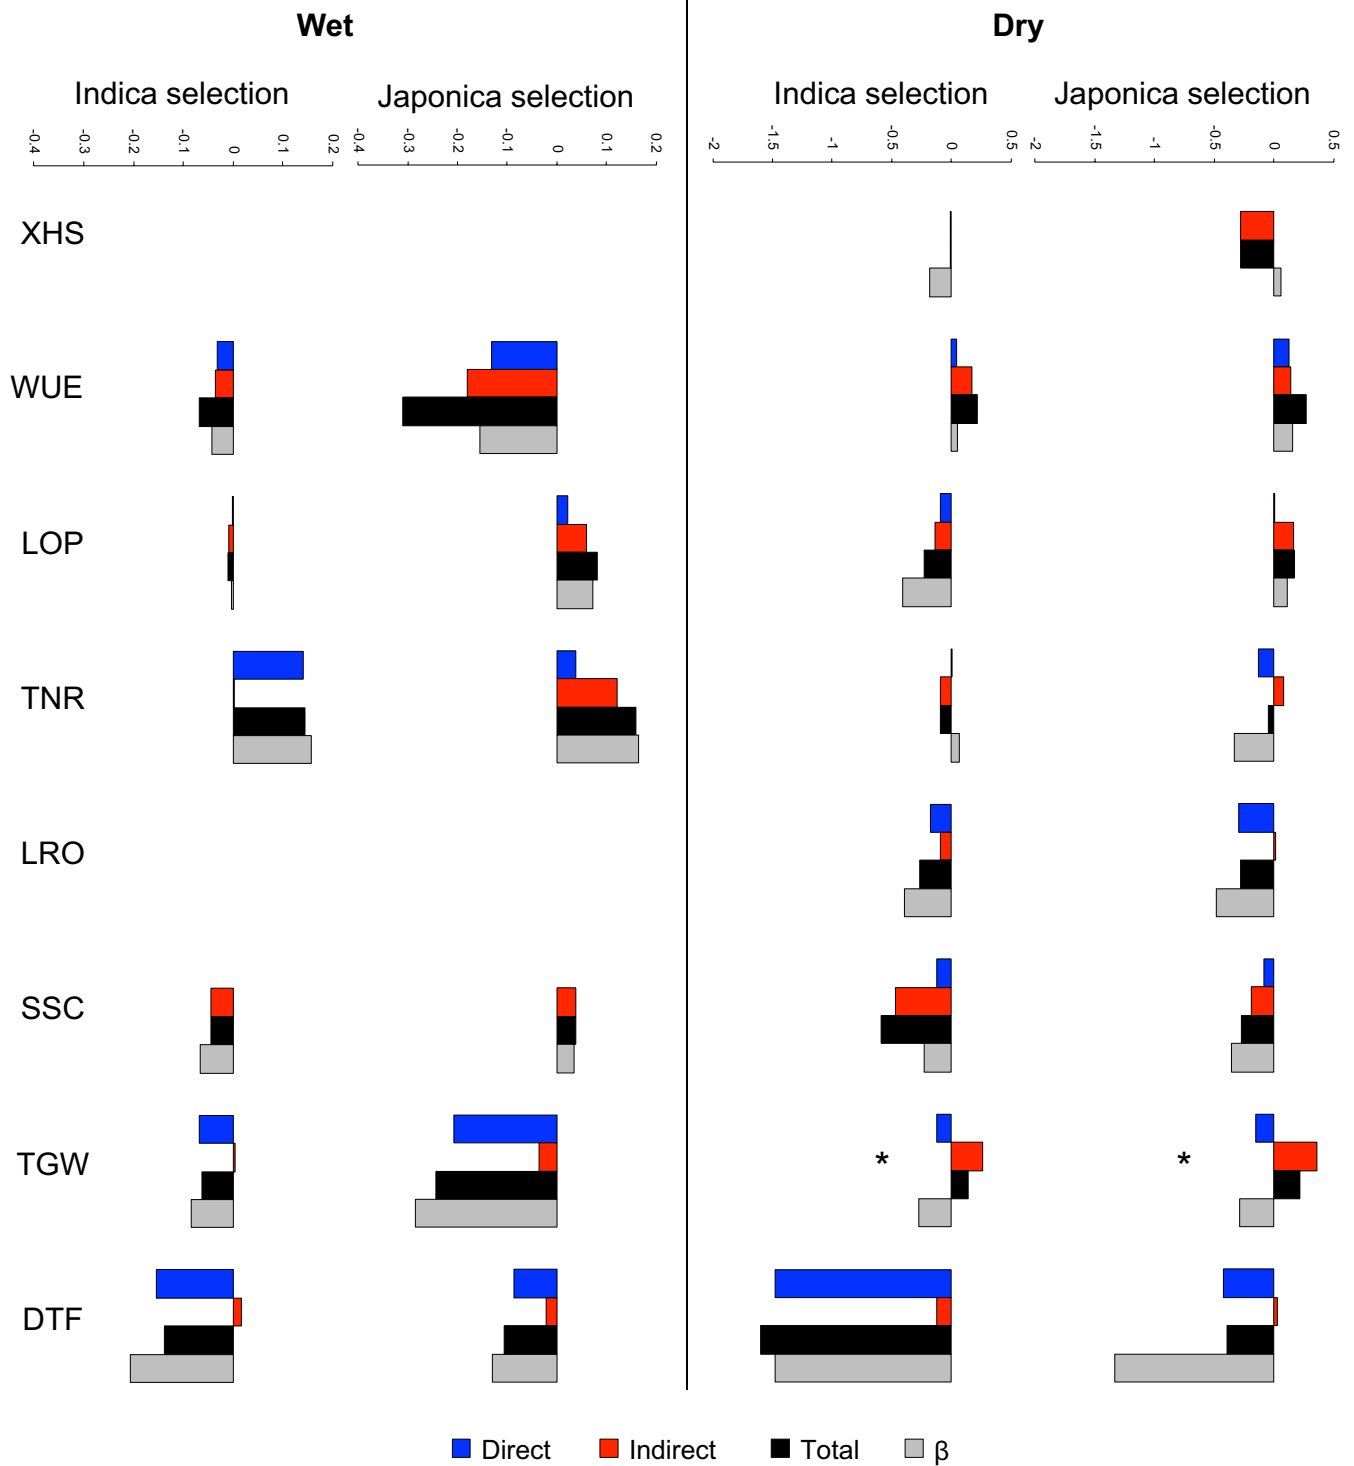 Wet Dry
Indica selection Japonica selection Indica selection Japonica selection
-0.4 -0.3 -0.2 -0.1 0 0.1 0.2 -0.4 -0.3 -0.2 -0.1 0 0.1 0.2 -2 -1.5 -1 -0.5 0 0.5 -2 -1.5 -1 -0.5 0 0.5
XHS
WUE
LOP
TNR
LRO
SSC
TGW * *
DTF
Direct Indirect Total β